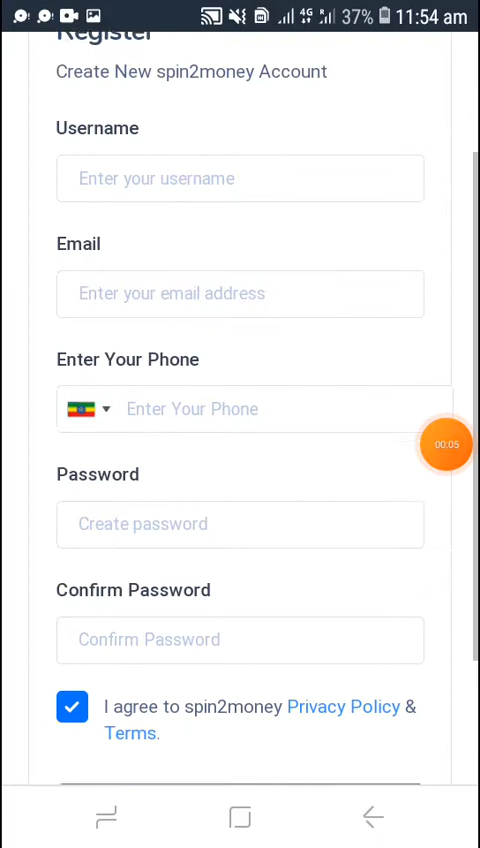 37% 11:54 am
Register
Create New spin2money Account
Username
Enter your username
Email
Enter your email address
Enter Your Phone
Enter Your Phone
00:05
Password
Create password
Confirm Password
Confirm Password
I agree to spin2money Privacy Policy &
Terms.